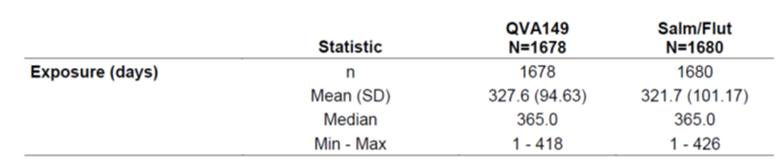 QVA149 Salm/Flut
Statistic N=1678 N=1680
Exposure (days) n 1678 1680
Mean (SD) 327.6 (94.63) 321.7 (101.17)
Median 365.0 365.0
Min - Max 1 - 418 1 - 426